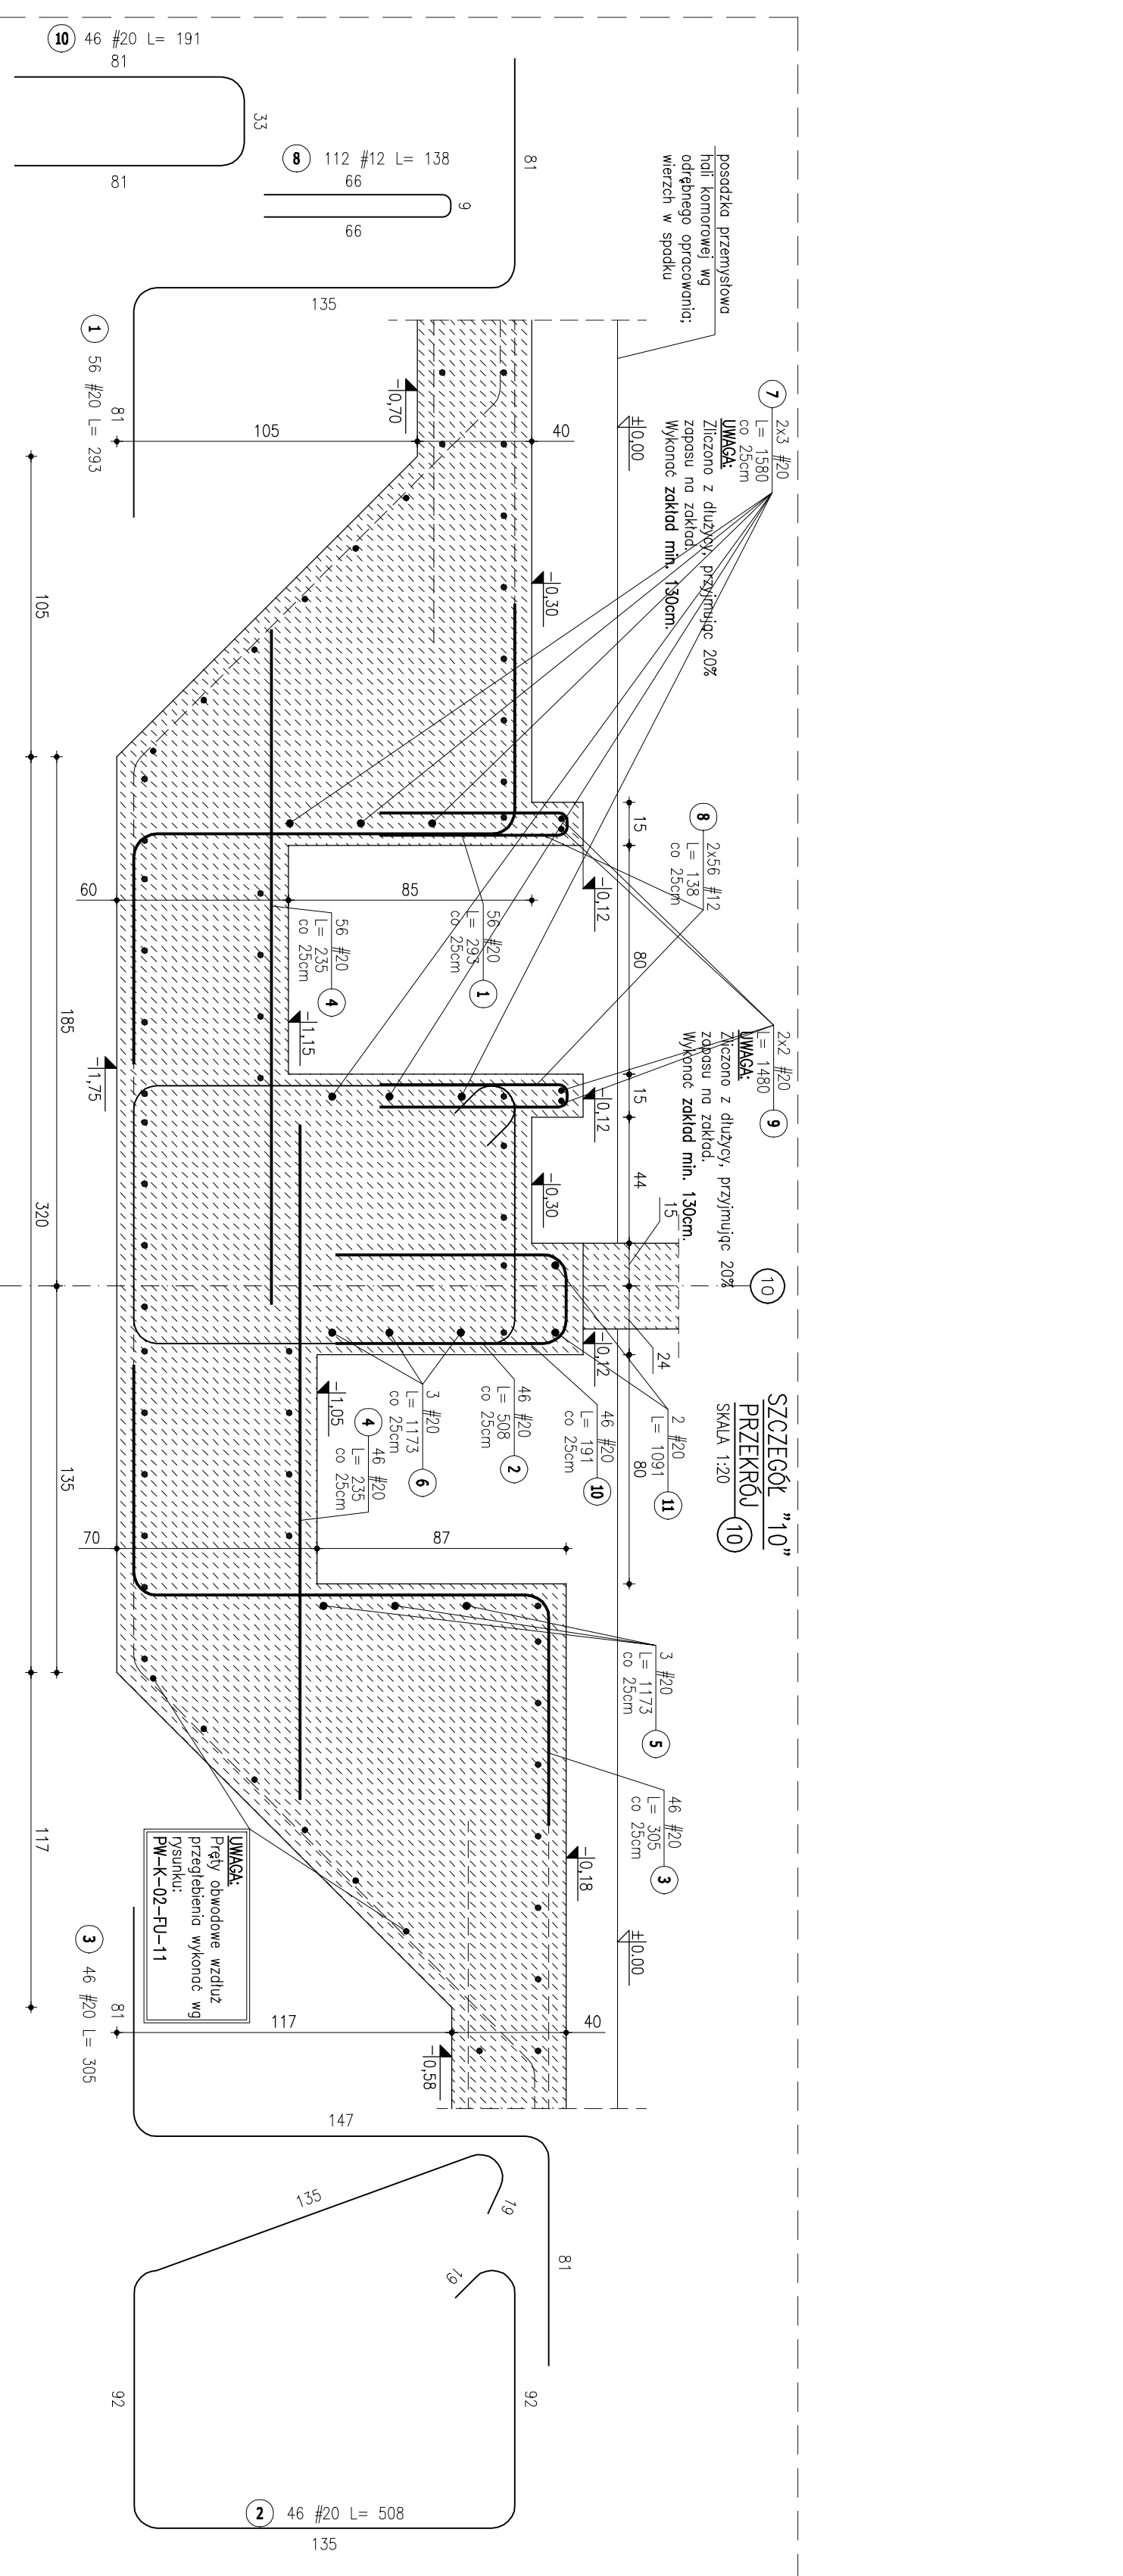 SZCZEGÓŁ "10"
PRZEKRÓJ 10
SKALA 1:20
10
10 46 #20 L= 191
81
33
81
8 112 #12 L= 138
66
9
66
81
135
81
1 56 #20 L= 293
posadzka przemysłowa
hali komorowej wg
odrębnego opracowania;
wierzch w spadku
7 2x3 #20
L= 1580
co 25cm
UWAGA:
Zliczono z dłużycy, przyjmując 20%
zapasu na zakład.
Wykonać zakład min. 130cm.
±0,00
-0,70
105
40
-0,30
105
8 2x56 #12
L= 138
co 25cm
15
-0,12
80
60
85
56 #20
L= 293
co 25cm
1
56 #20
L= 235
co 25cm
4
-1,15
185
-1,75
320
2x2 #20
L= 1480
9
UWAGA:
Zliczono z dłużycy, przyjmując 20%
zapasu na zakład.
Wykonać zakład min. 130cm.
15
-0,12
44
-0,30
15
24
-0,12
2 #20
L= 1091
11
80
46 #20
L= 191
co 25cm
10
46 #20
L= 508
co 25cm
2
3 #20
L= 1173
co 25cm
6
-1,05
4 46 #20
L= 235
co 25cm
135
70
87
3 #20
L= 1173
co 25cm
5
46 #20
L= 305
co 25cm
3
-0,18
±0.00
117
UWAGA:
Pręty obwodowe wzdłuż
przegłębienia wykonać wg
rysunku:
PW-K-02-FU-11
117
40
-0,58
3 46 #20 L= 305
81
147
81
135
19
19
92
92
2 46 #20 L= 508
135